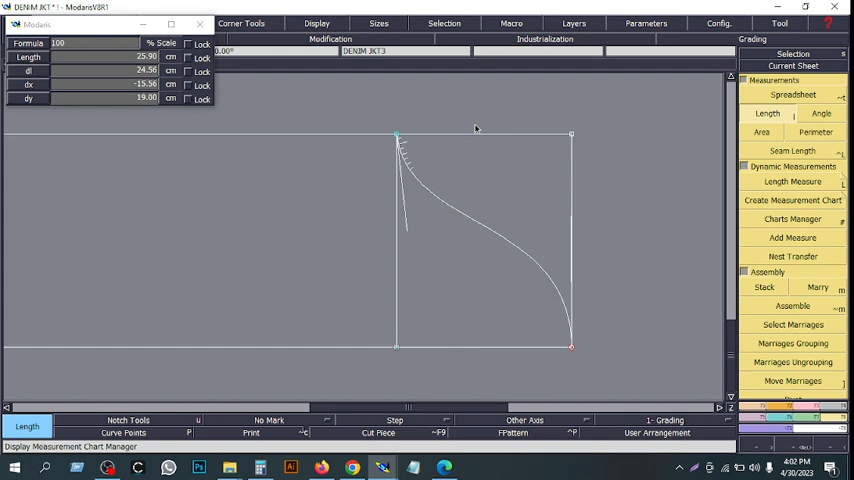 DENIM JKT * ! - ModarisV8R1
Modaris
Formula 100 % Scale Lock
Length 25.90 cm Lock
dl 24.56 cm Lock
dx -15.56 cm Lock
dy 19.00 cm Lock
Corner Tools Display Sizes Selection Macro Layers Parameters Config. Tool ?
Modification Industrialization Grading
0.00° DENIM JKT3
Selection s
Current Sheet
Measurements
Spreadsheet ~t
Length l Angle
Area Perimeter
Seam Length ^L
Dynamic Measurements
Length Measure L
Create Measurement Chart
Charts Manager #
Add Measure
Nest Transfer
Assembly
Stack Marry m
Assemble ~m
Select Marriages
Marriages Grouping
Marriages Ungrouping
Move Marriages ]
Z
Length
Notch Tools u No Mark Step Other Axis 1- Grading
Curve Points P Print ~c Cut Piece ~F9 FPattern ^P User Arrangement
Display Measurement Chart Manager
4:02 PM
4/30/2023